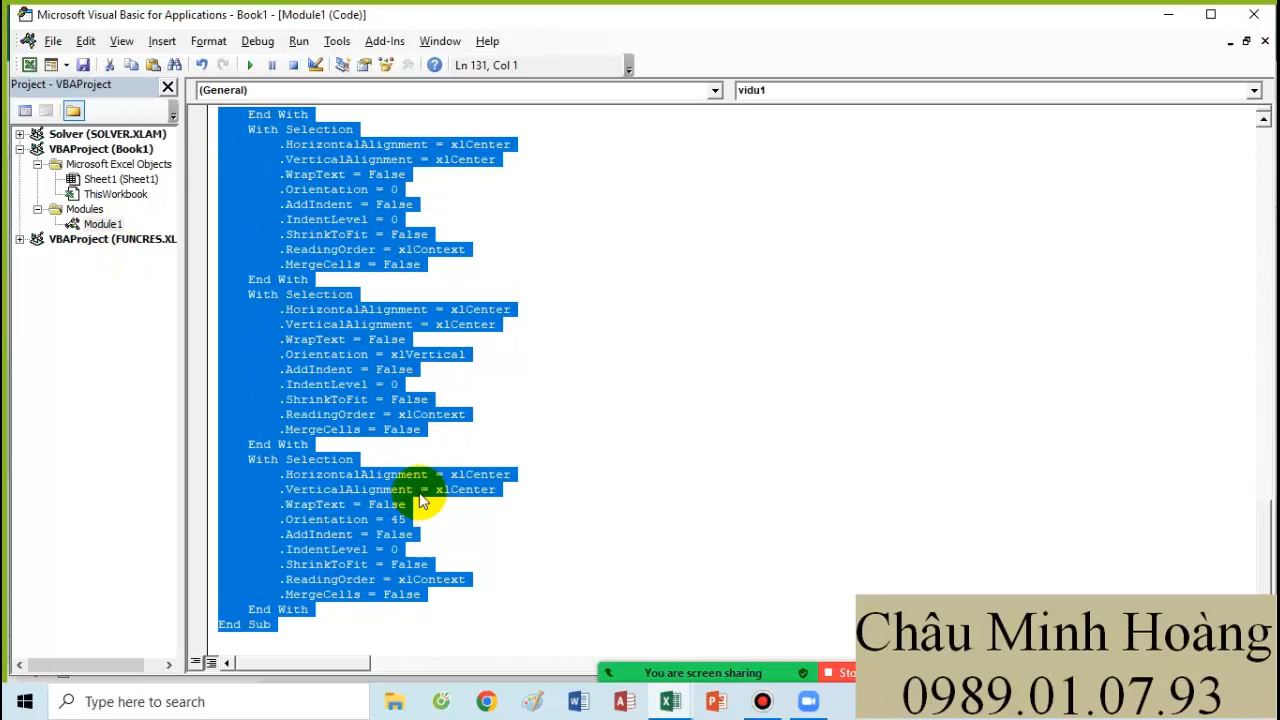 Microsoft Visual Basic for Applications - Book1 - [Module1 (Code)]
File Edit View Insert Format Debug Run Tools Add-Ins Window Help
Ln 131, Col 1
Project - VBAProject
(General)
vidu1
Solver (SOLVER.XLAM)
VBAProject (Book1)
Microsoft Excel Objects
Sheet1 (Sheet1)
ThisWorkbook
Modules
Module1
VBAProject (FUNCRES.XL
End With
With Selection
.HorizontalAlignment = xlCenter
.VerticalAlignment = xlCenter
.WrapText = False
.Orientation = 0
.AddIndent = False
.IndentLevel = 0
.ShrinkToFit = False
.ReadingOrder = xlContext
.MergeCells = False
End With
With Selection
.HorizontalAlignment = xlCenter
.VerticalAlignment = xlCenter
.WrapText = False
.Orientation = xlVertical
.AddIndent = False
.IndentLevel = 0
.ShrinkToFit = False
.ReadingOrder = xlContext
.MergeCells = False
End With
With Selection
.HorizontalAlignment = xlCenter
.VerticalAlignment = xlCenter
.WrapText = False
.Orientation = 45
.AddIndent = False
.IndentLevel = 0
.ShrinkToFit = False
.ReadingOrder = xlContext
.MergeCells = False
End With
End Sub
You are screen sharing
Sto
Châu Minh Hoàng
0989.01.07.93
Type here to search